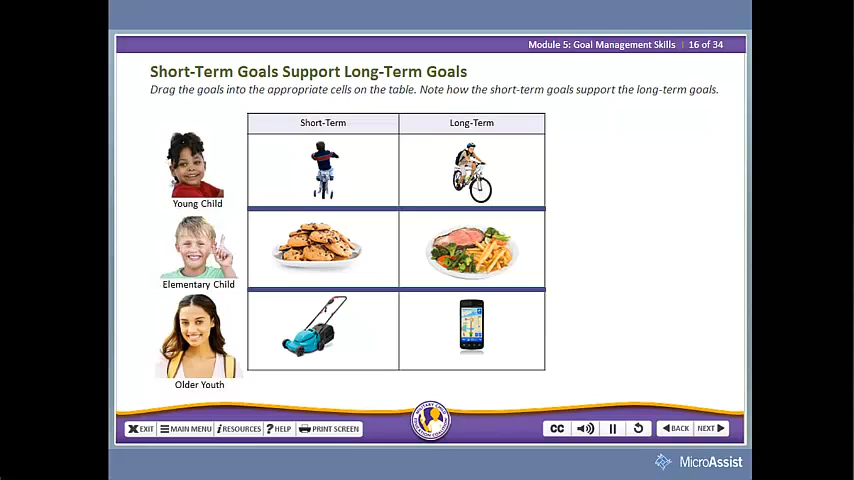 Module 5: Goal Management Skills | 16 of 34
Short-Term Goals Support Long-Term Goals
Drag the goals into the appropriate cells on the table. Note how the short-term goals support the long-term goals.
Short-Term Long-Term
Young Child
Elementary Child
Older Youth
EXIT MAIN MENU RESOURCES ? HELP PRINT SCREEN CC BACK NEXT
MicroAssist